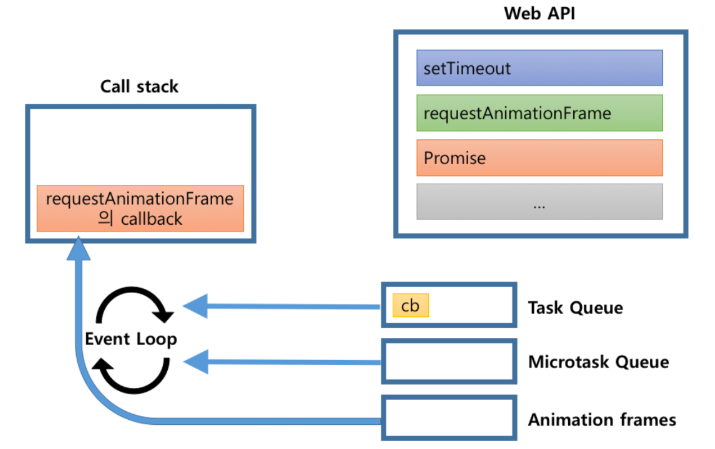 Web API
setTimeout
requestAnimationFrame
Promise
...
Call stack
requestAnimationFrame
의 callback
Event Loop
cb
Task Queue
Microtask Queue
Animation frames